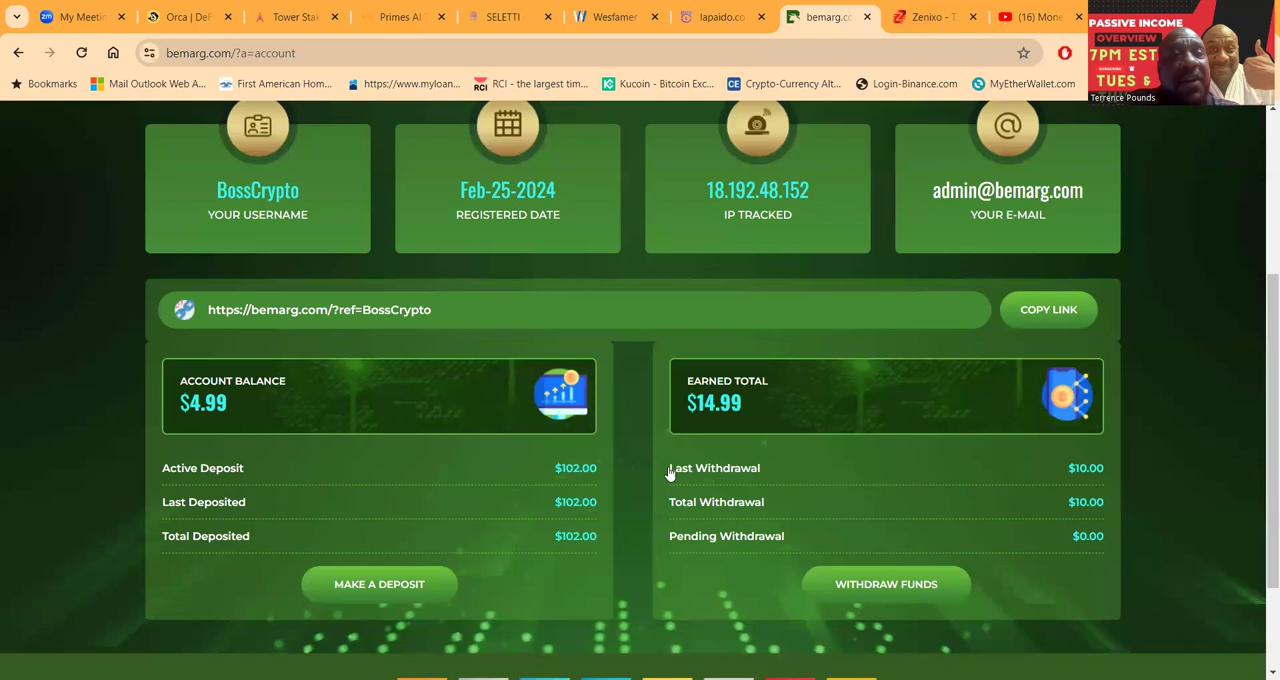 My Meetin
Orca | DeF
Tower Stak
Primes AI
SELETTI
Wesfamer
lapaido.co
bemarg.cc
Zenixo - T
(16) Mone
bemarg.com/?a=account
Bookmarks
Mail Outlook Web A...
First American Hom...
https://www.myloan...
RCI - the largest tim...
Kucoin - Bitcoin Exc...
Crypto-Currency Alt...
Login-Binance.com
MyEtherWallet.com
PASSIVE INCOME
OVERVIEW
7PM EST
TUES &
Terrence Pounds
BossCrypto
YOUR USERNAME
Feb-25-2024
REGISTERED DATE
18.192.48.152
IP TRACKED
admin@bemarg.com
YOUR E-MAIL
https://bemarg.com/?ref=BossCrypto
COPY LINK
ACCOUNT BALANCE
$4.99
Active Deposit $102.00
Last Deposited $102.00
Total Deposited $102.00
MAKE A DEPOSIT
EARNED TOTAL
$14.99
Last Withdrawal $10.00
Total Withdrawal $10.00
Pending Withdrawal $0.00
WITHDRAW FUNDS